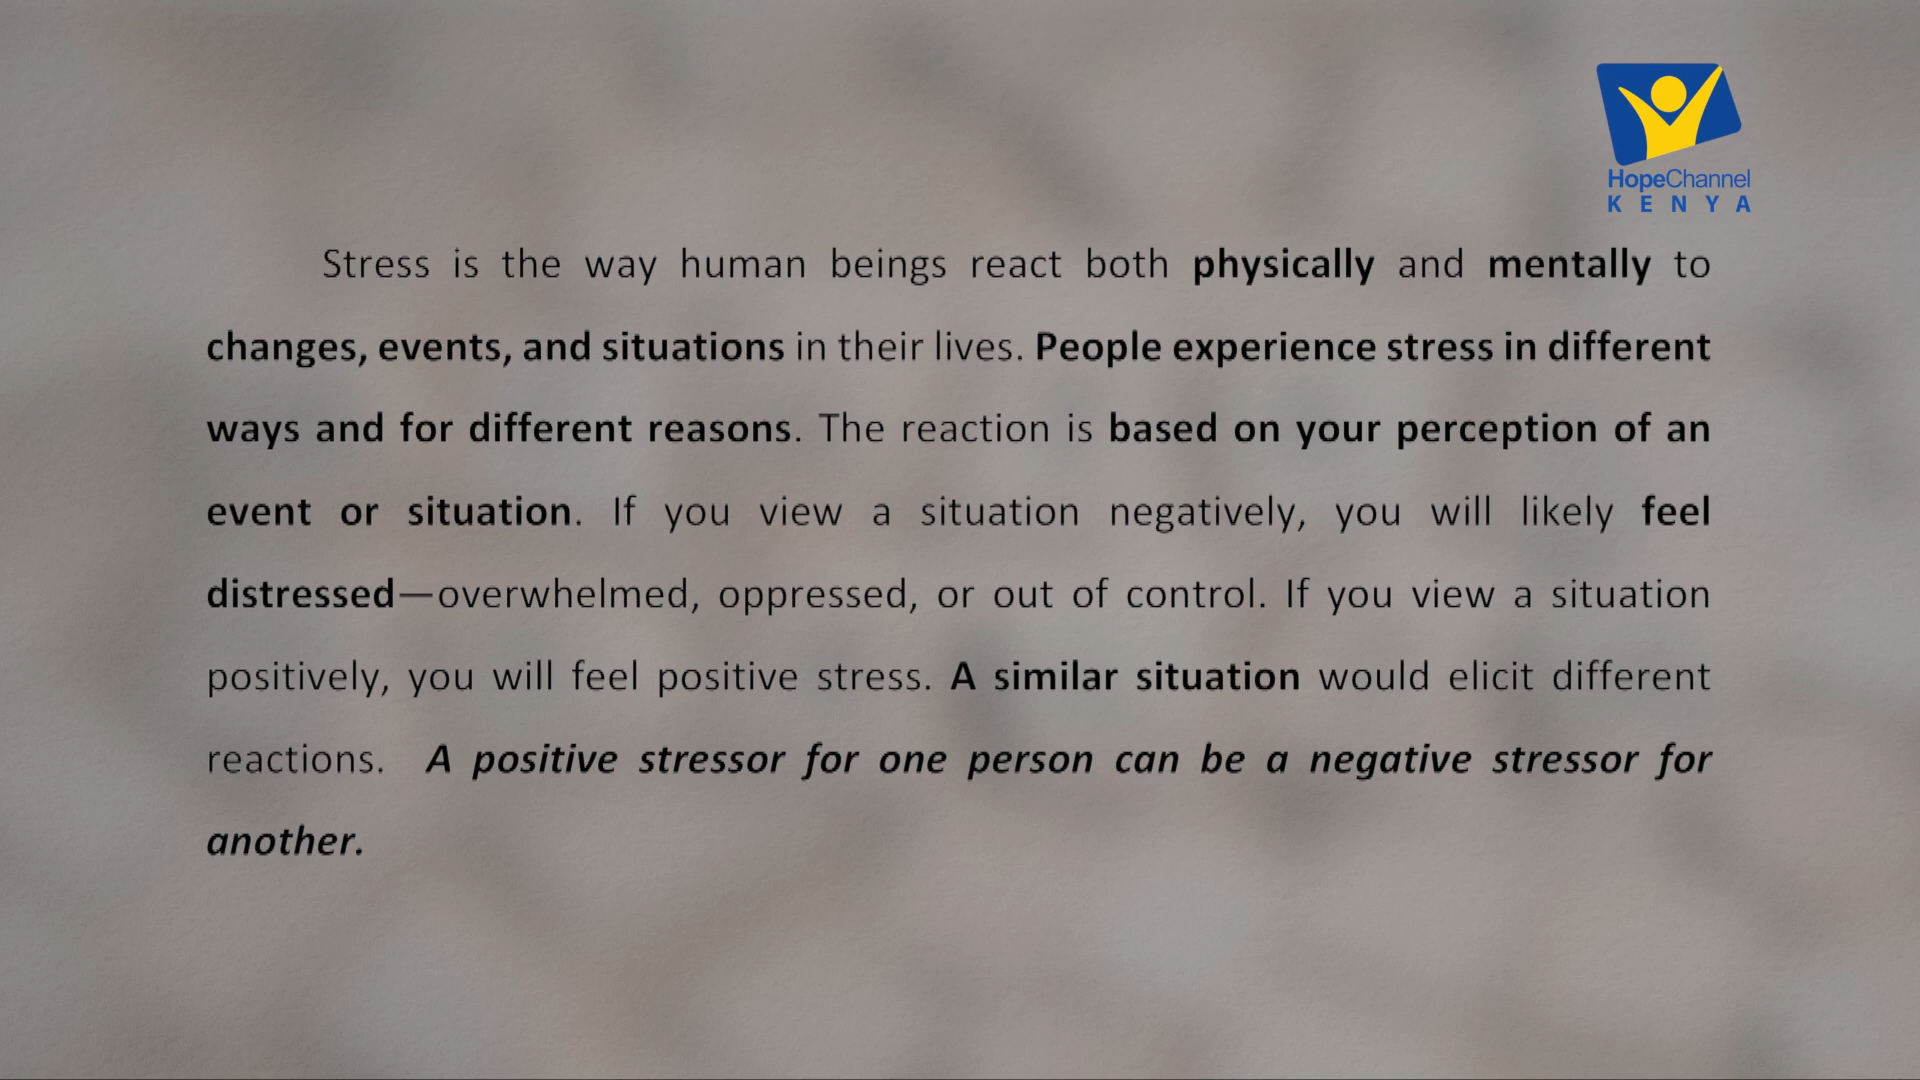 HopeChannel
KENYA
Stress is the way human beings react both physically and mentally to
changes, events, and situations in their lives. People experience stress in different
ways and for different reasons. The reaction is based on your perception of an
event or situation. If you view a situation negatively, you will likely feel
distressed—overwhelmed, oppressed, or out of control. If you view a situation
positively, you will feel positive stress. A similar situation would elicit different
reactions. A positive stressor for one person can be a negative stressor for
another.